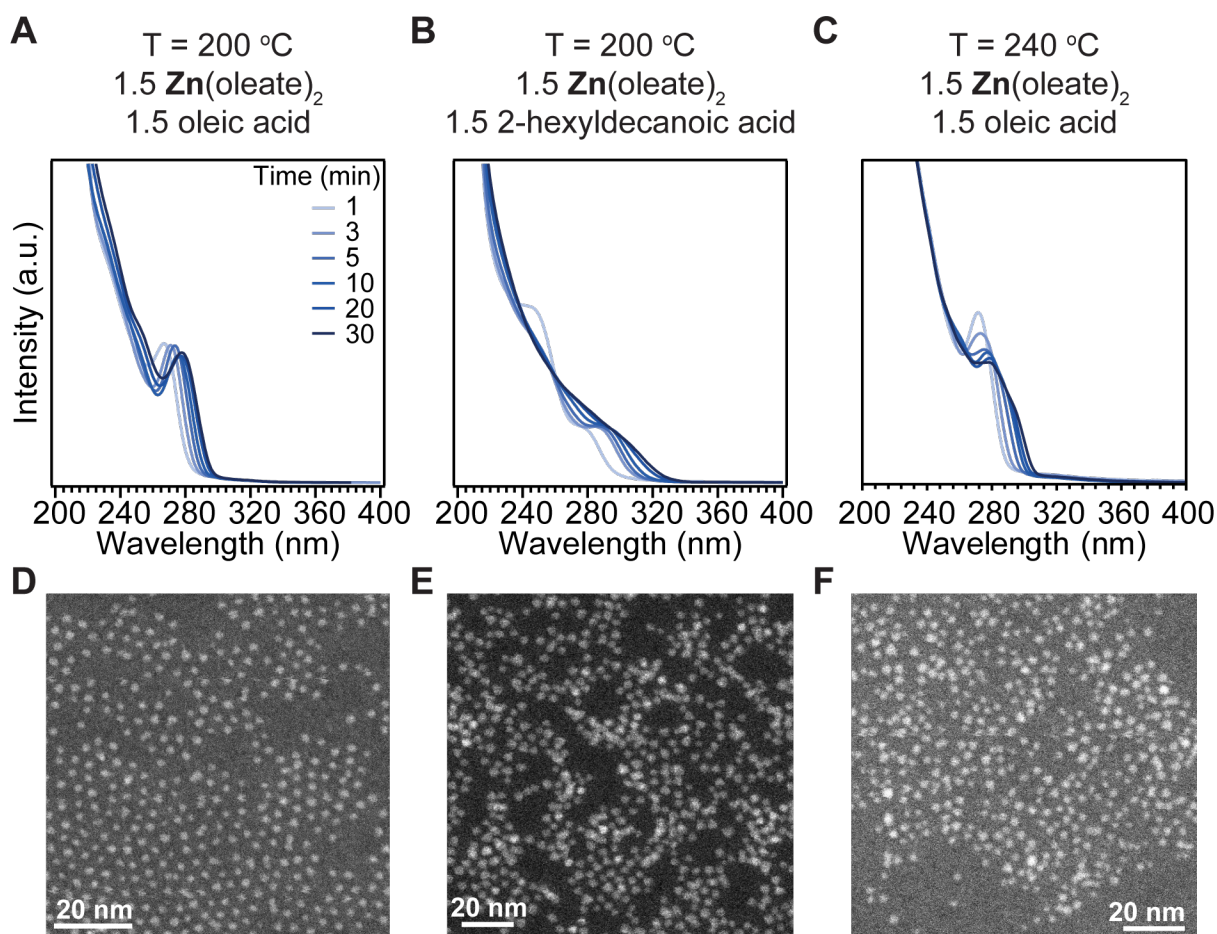 A
T = 200 °C
1.5 Zn(oleate)2
1.5 oleic acid
B
T = 200 °C
1.5 Zn(oleate)2
1.5 2-hexyldecanoic acid
C
T = 240 °C
1.5 Zn(oleate)2
1.5 oleic acid
Intensity (a.u.)
Time (min)
1
3
5
10
20
30
200 240 280 320 360 400
Wavelength (nm)
200 240 280 320 360 400
Wavelength (nm)
200 240 280 320 360 400
Wavelength (nm)
D
20 nm
E
20 nm
F
20 nm